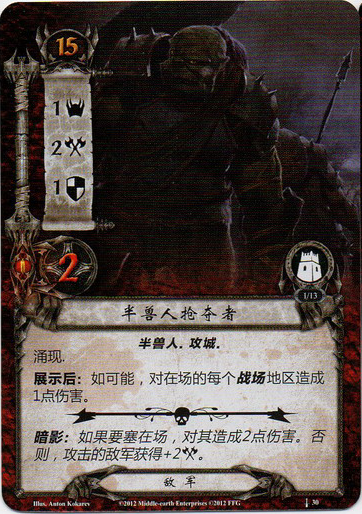 15
1
2
1
2
1/13
半兽人抢夺者
半兽人. 攻城.
涌现.
展示后：如可能，对在场的每个战场地区造成
1点伤害。
暗影：如果要塞在场，对其造成2点伤害。否
则，攻击的敌军获得+2。
敌军
Illus. Anton Kokarev ©2012 Middle-earth Enterprises ©2012 FFG 30